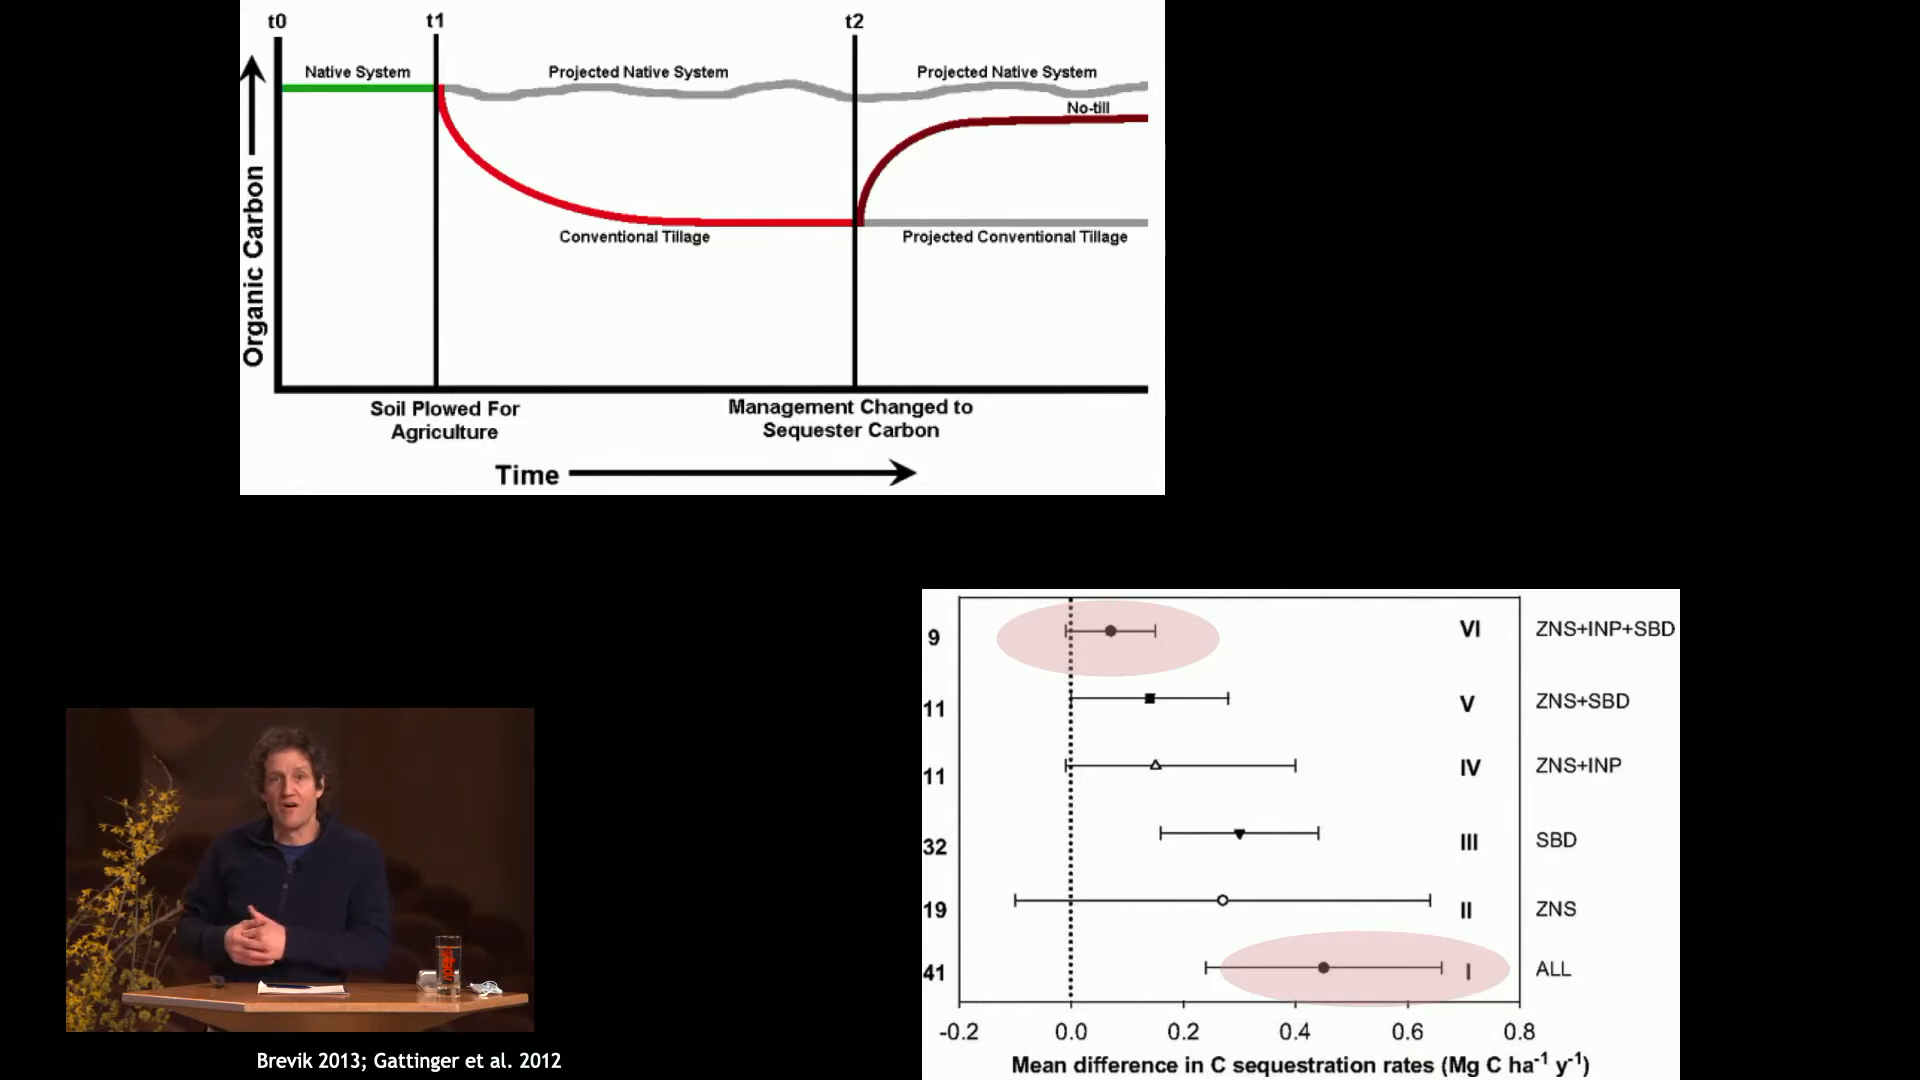 t0
t1
t2
Native System
Projected Native System
Projected Native System
No-till
Conventional Tillage
Projected Conventional Tillage
Organic Carbon
Soil Plowed For
Agriculture
Management Changed to
Sequester Carbon
Time
9
VI
ZNS+INP+SBD
11
V
ZNS+SBD
11
IV
ZNS+INP
32
III
SBD
19
II
ZNS
41
I
ALL
-0.2 0.0 0.2 0.4 0.6 0.8
Mean difference in C sequestration rates (Mg C ha⁻¹ y⁻¹)
Brevik 2013; Gattinger et al. 2012